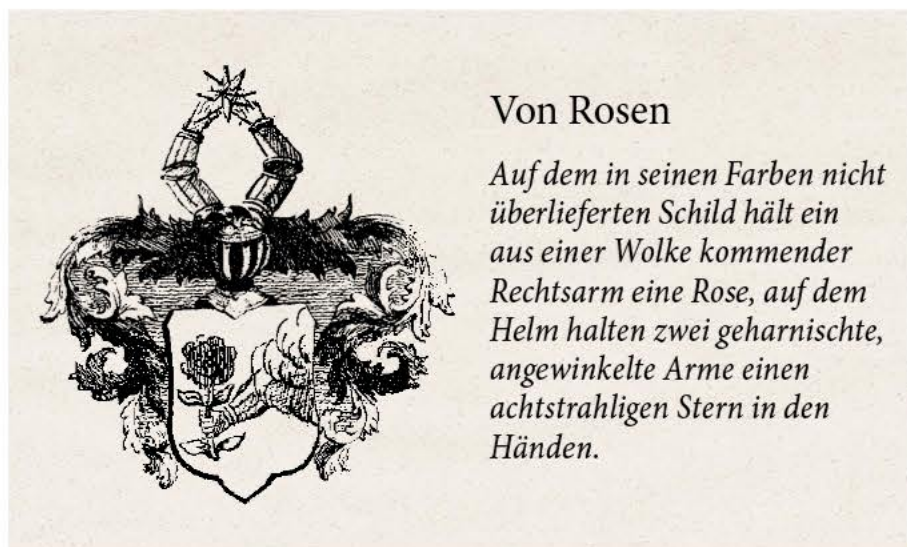 Von Rosen
Auf dem in seinen Farben nicht
überlieferten Schild hält ein
aus einer Wolke kommender
Rechtsarm eine Rose, auf dem
Helm halten zwei geharnischte,
angewinkelte Arme einen
achtstrahligen Stern in den
Händen.